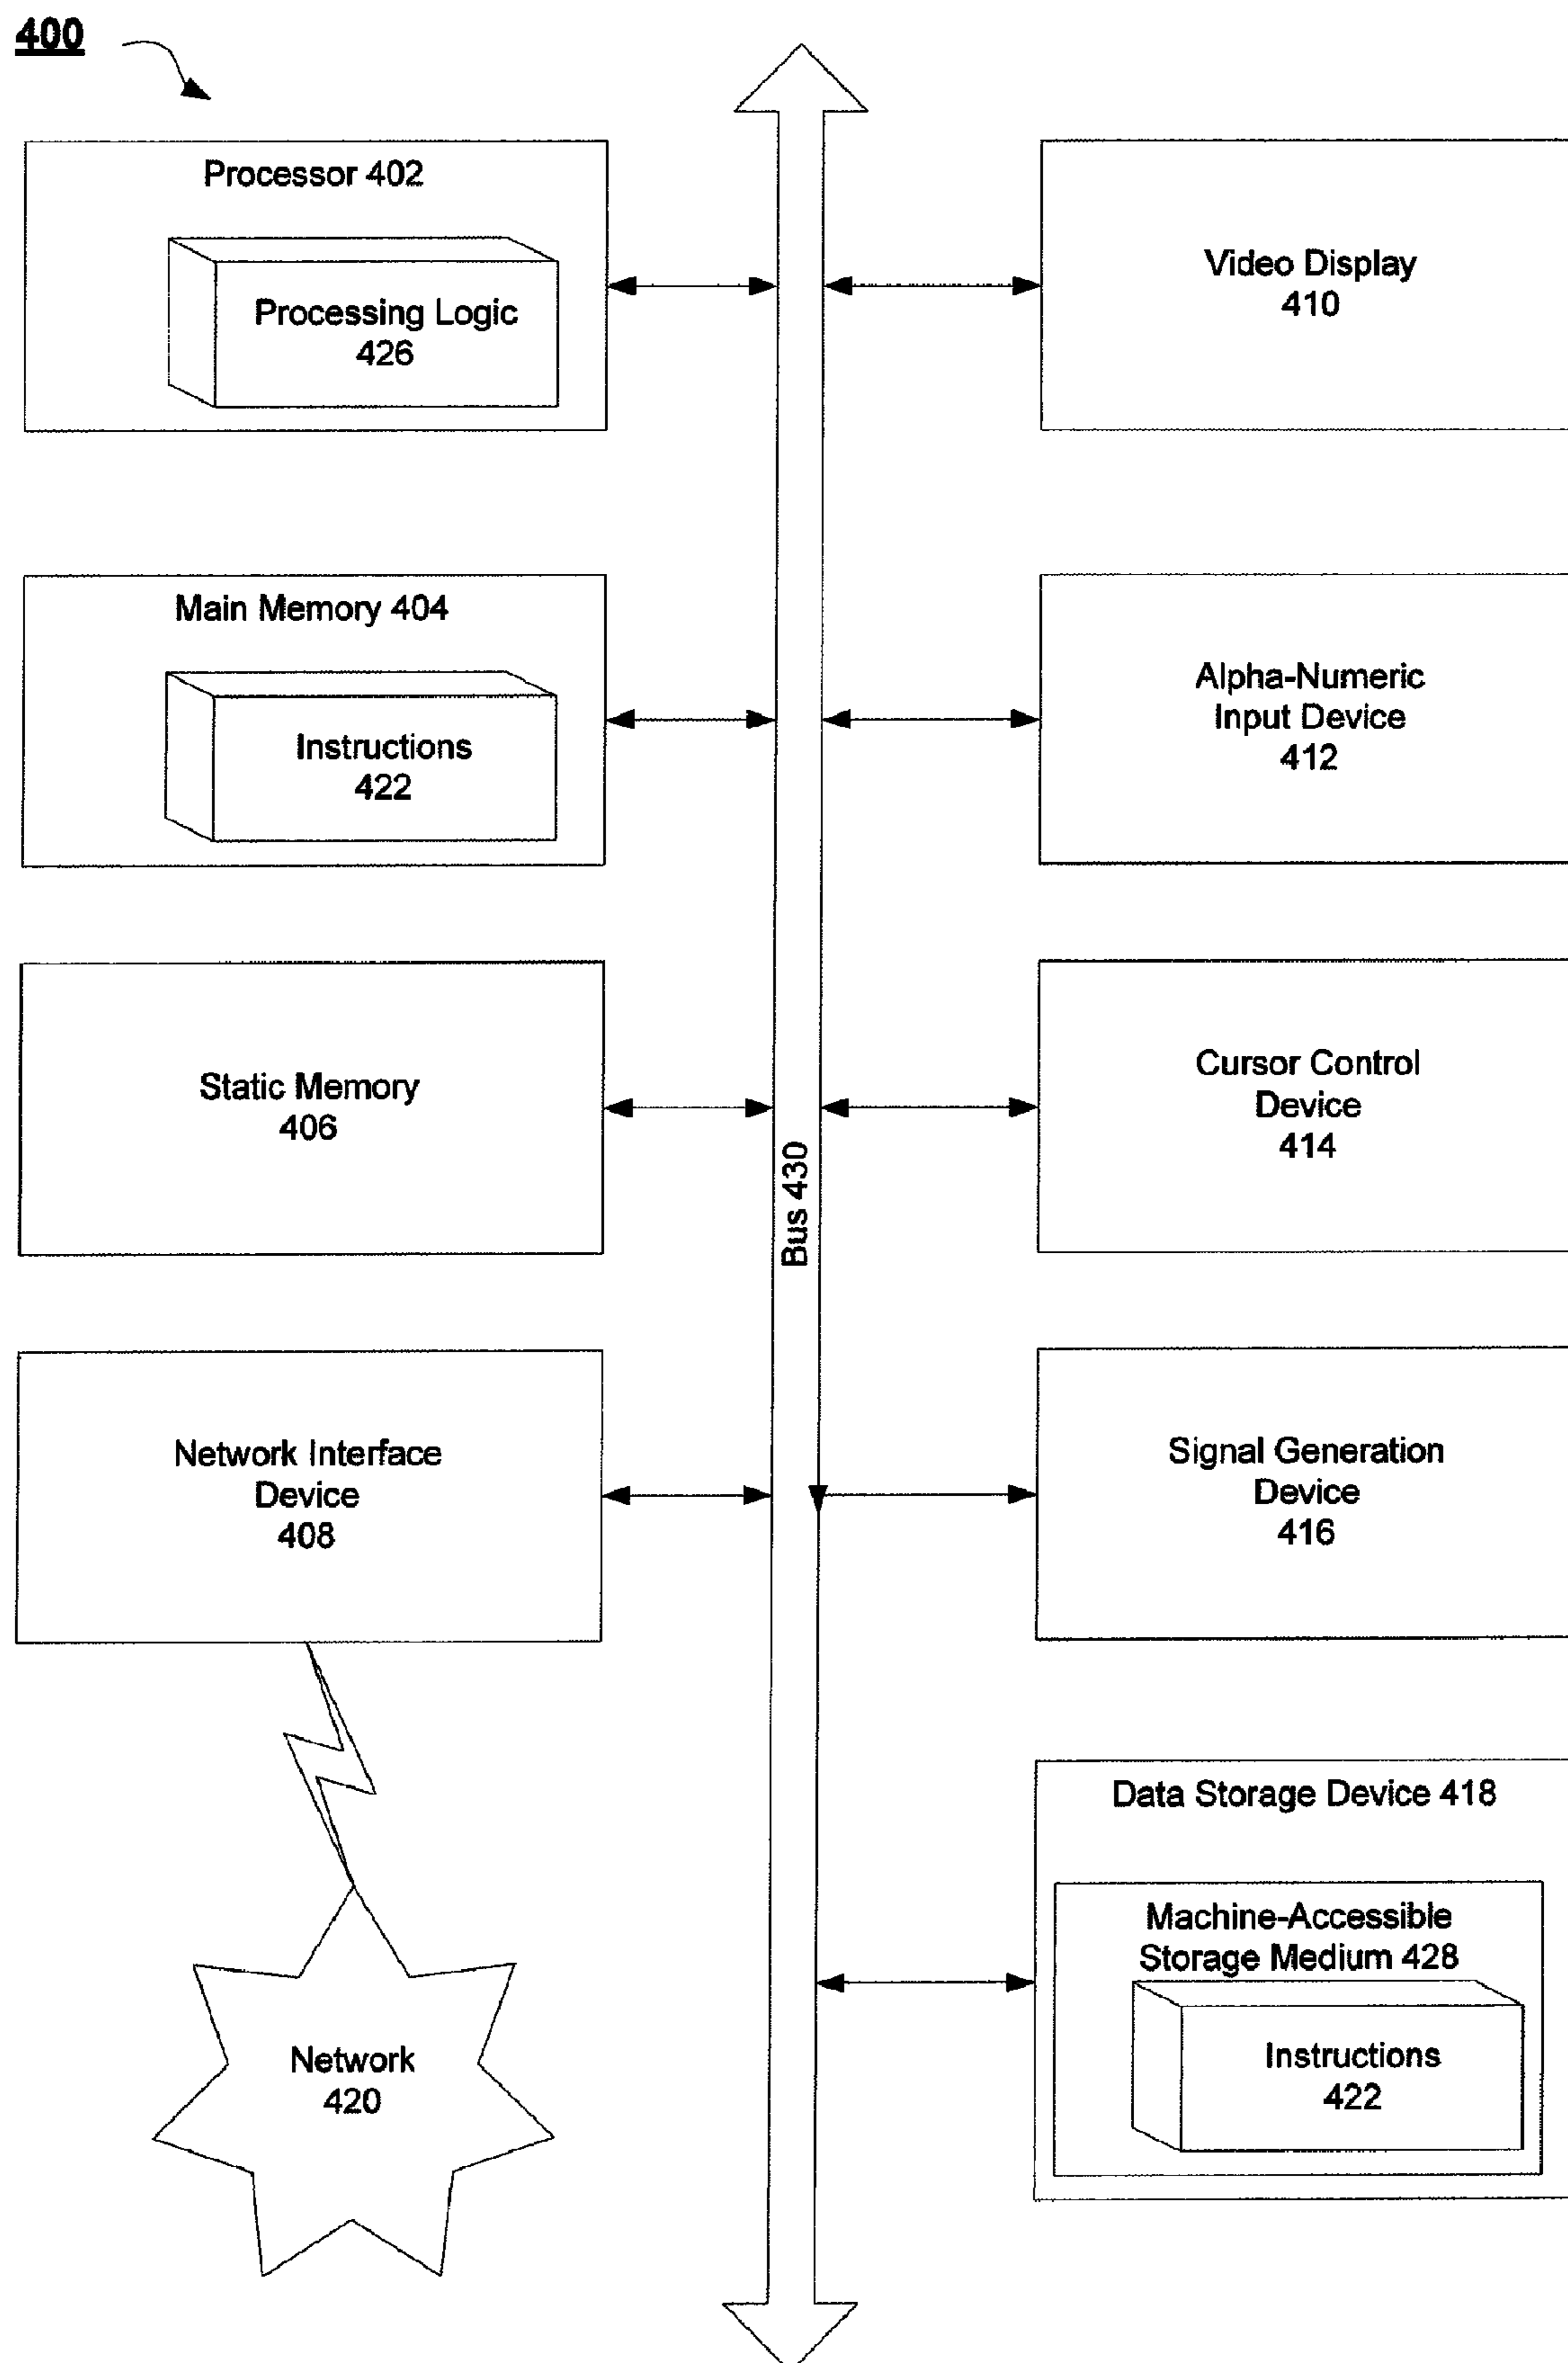 400
Processor 402
Processing Logic
426
Main Memory 404
Instructions
422
Static Memory
406
Network Interface
Device
408
Network
420
Bus 430
Video Display
410
Alpha-Numeric
Input Device
412
Cursor Control
Device
414
Signal Generation
Device
416
Data Storage Device 418
Machine-Accessible
Storage Medium 428
Instructions
422